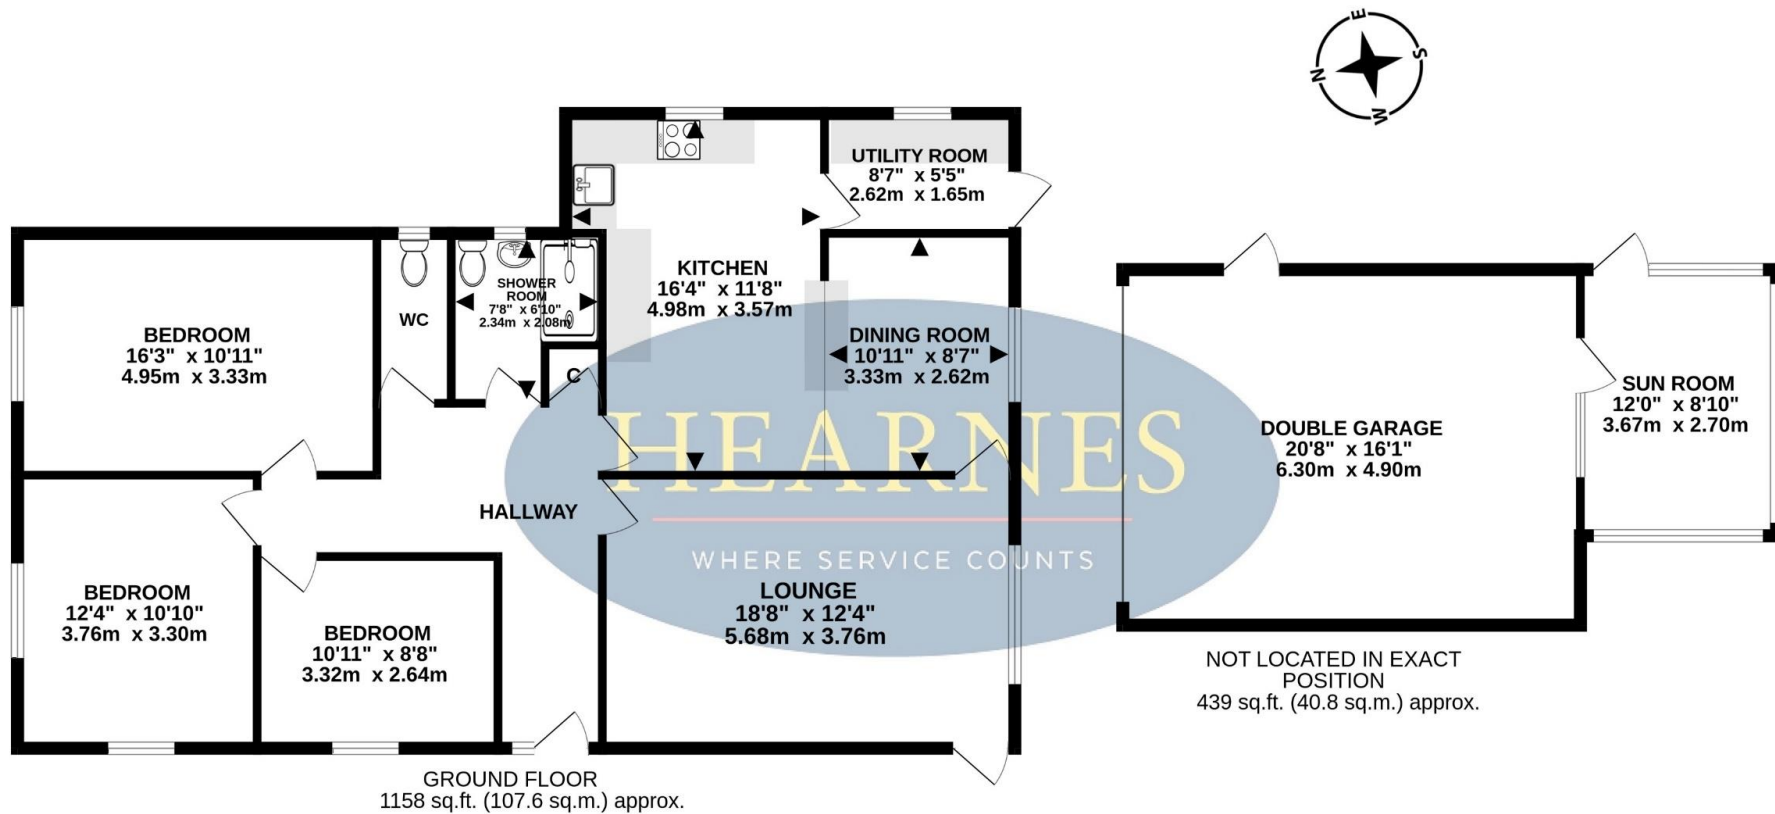 E
S
N
W
UTILITY ROOM
8'7" x 5'5"
2.62m x 1.65m
KITCHEN
16'4" x 11'8"
4.98m x 3.57m
SHOWER
ROOM
7'8" x 6'10"
2.34m x 2.08m
WC
C
BEDROOM
16'3" x 10'11"
4.95m x 3.33m
DINING ROOM
10'11" x 8'7"
3.33m x 2.62m
SUN ROOM
12'0" x 8'10"
3.67m x 2.70m
DOUBLE GARAGE
20'8" x 16'1"
6.30m x 4.90m
HEARNES
WHERE SERVICE COUNTS
HALLWAY
LOUNGE
18'8" x 12'4"
5.68m x 3.76m
BEDROOM
12'4" x 10'10"
3.76m x 3.30m
BEDROOM
10'11" x 8'8"
3.32m x 2.64m
NOT LOCATED IN EXACT
POSITION
439 sq.ft. (40.8 sq.m.) approx.
GROUND FLOOR
1158 sq.ft. (107.6 sq.m.) approx.